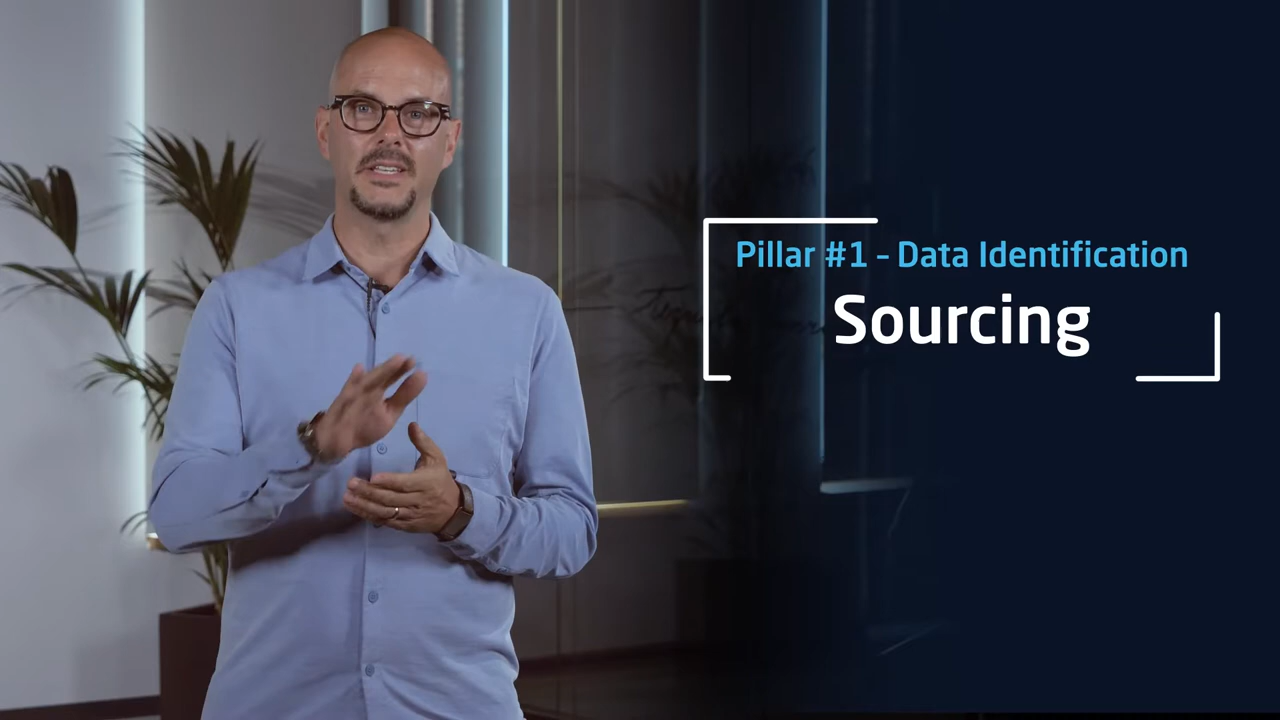 Pillar #1 – Data Identification
Sourcing